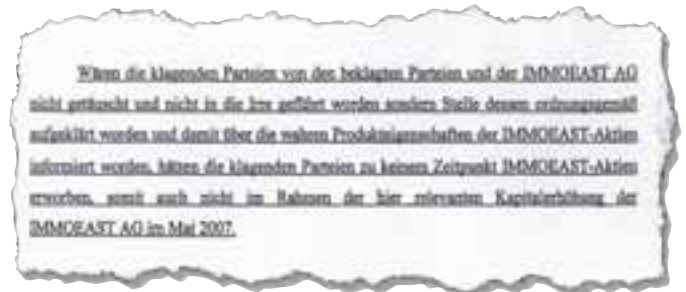 Wären die klagenden Parteien von den beklagten Parteien und der IMMOEAST AG
nicht getäuscht und nicht in die Irre geführt worden sondern Stelle dessen ordnungsgemäß
aufgeklärt worden und damit über die wahren Produkteigenschaften der IMMOEAST-Aktien
informiert worden, hätten die klagenden Parteien zu keinem Zeitpunkt IMMOEAST-Aktien
erworben, somit auch nicht im Rahmen der hier relevanten Kapitalerhöhung der
IMMOEAST AG im Mai 2007.